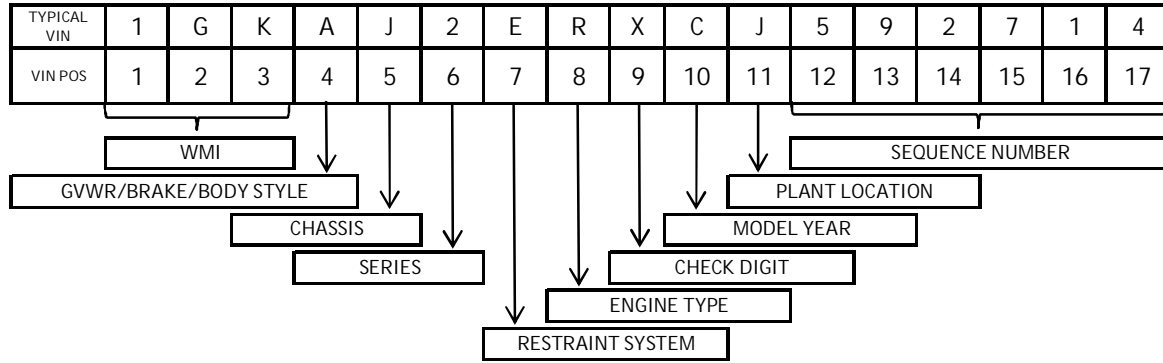 TYPICAL VIN 1 G K A J 2 E R X C J 5 9 2 7 1 4
VIN POS 1 2 3 4 5 6 7 8 9 10 11 12 13 14 15 16 17
WMI SEQUENCE NUMBER
GVWR/BRAKE/BODY STYLE PLANT LOCATION
CHASSIS MODEL YEAR
SERIES CHECK DIGIT
ENGINE TYPE
RESTRAINT SYSTEM